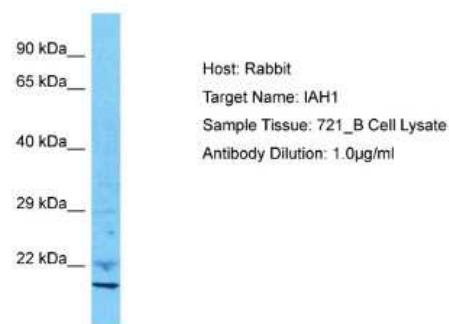 90 kDa
65 kDa
40 kDa
29 kDa
22 kDa
Host: Rabbit
Target Name: IAH1
Sample Tissue: 721_B Cell Lysate
Antibody Dilution: 1.0µg/ml